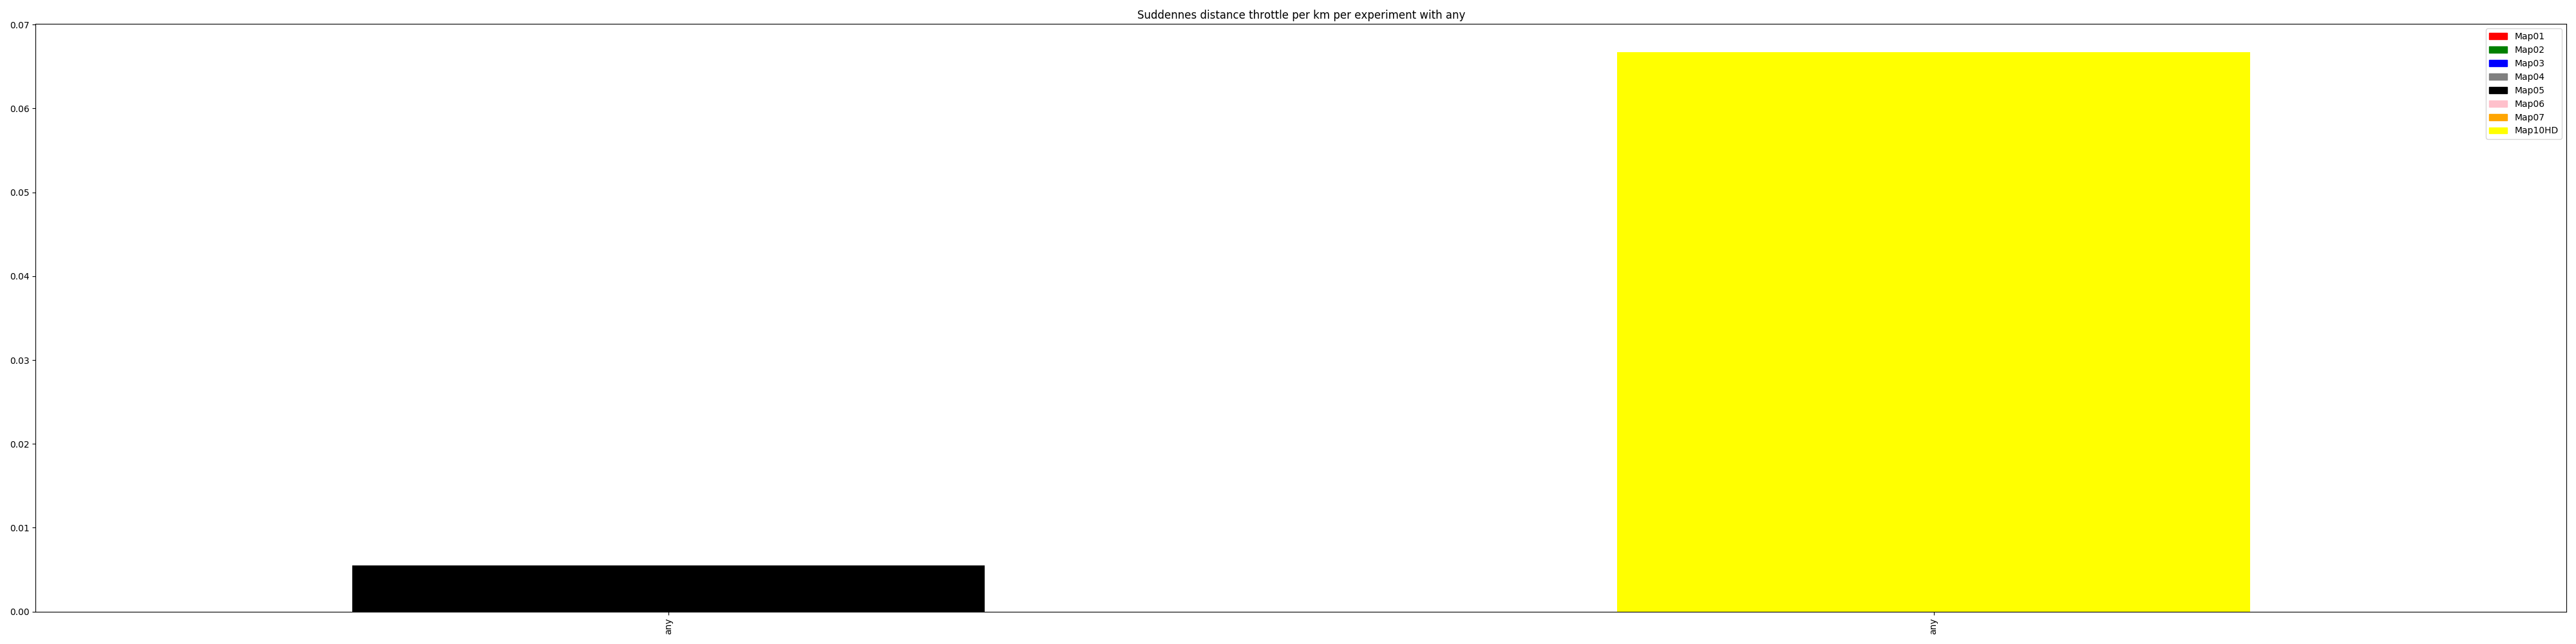 Suddennes distance throttle per km per experiment with any
0.07
0.06
0.05
0.04
0.03
0.02
0.01
0.00
Map01
Map02
Map03
Map04
Map05
Map06
Map07
Map10HD
any
any